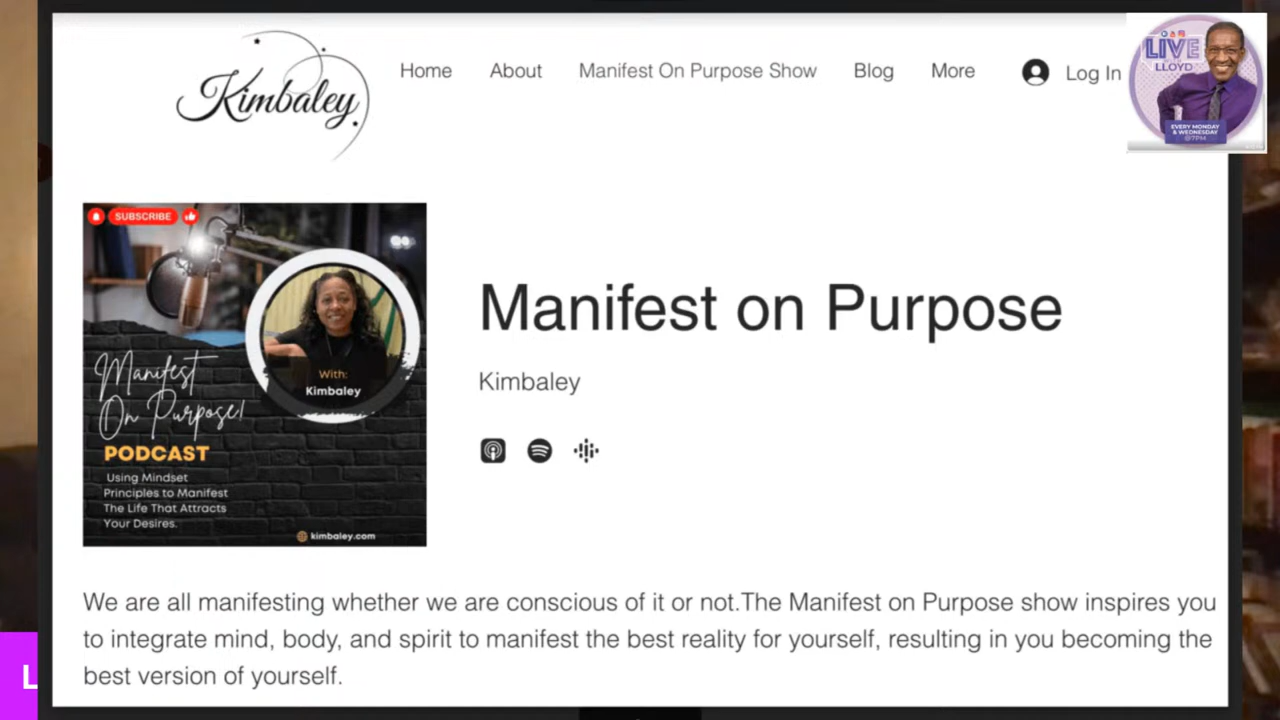 Kimbaley
Home About Manifest On Purpose Show Blog More Log In
LIVE
LLOYD
EVERY MONDAY
& WEDNESDAY
@7PM
SUBSCRIBE
With:
Kimbaley
Manifest
On Purpose!
PODCAST
Using Mindset
Principles to Manifest
The Life That Attracts
Your Desires.
kimbaley.com
Manifest on Purpose
Kimbaley
We are all manifesting whether we are conscious of it or not.The Manifest on Purpose show inspires you
to integrate mind, body, and spirit to manifest the best reality for yourself, resulting in you becoming the
best version of yourself.
L